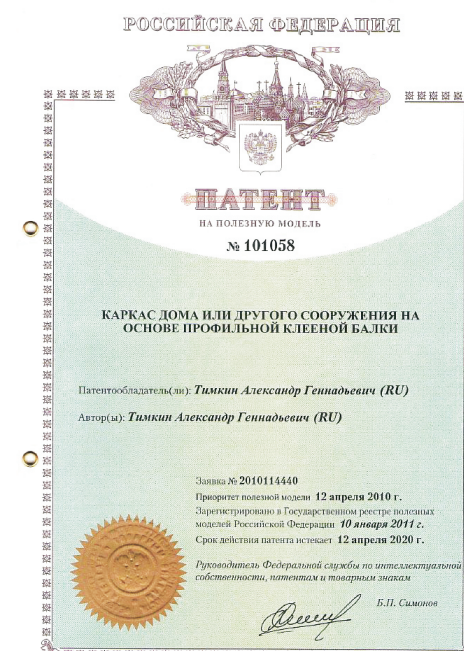 РОССИЙСКАЯ ФЕДЕРАЦИЯ
ПАТЕНТ
НА ПОЛЕЗНУЮ МОДЕЛЬ
№ 101058
КАРКАС ДОМА ИЛИ ДРУГОГО СООРУЖЕНИЯ НА
ОСНОВЕ ПРОФИЛЬНОЙ КЛЕЕНОЙ БАЛКИ
Патентообладатель(ли): Тимкин Александр Геннадьевич (RU)
Автор(ы): Тимкин Александр Геннадьевич (RU)
Заявка № 2010114440
Приоритет полезной модели 12 апреля 2010 г.
Зарегистрировано в Государственном реестре полезных
моделей Российской Федерации 10 января 2011 г.
Срок действия патента истекает 12 апреля 2020 г.
Руководитель Федеральной службы по интеллектуальной
собственности, патентам и товарным знакам
Б.П. Симонов